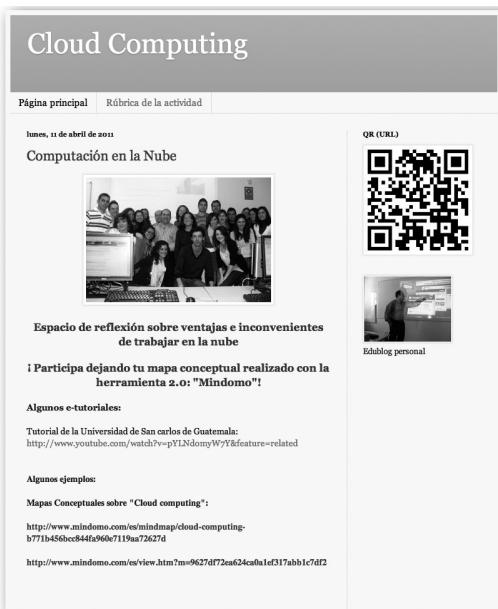 Cloud Computing
Página principal
Rúbrica de la actividad
lunes, 11 de abril de 2011
Computación en la Nube
Espacio de reflexión sobre ventajas e inconvenientes
de trabajar en la nube
¡ Participa dejando tu mapa conceptual realizado con la
herramienta 2.0: "Mindomo"!
Algunos e-tutoriales:
Tutorial de la Universidad de San carlos de Guatemala:
http://www.youtube.com/watch?v=pYLNdomyW7Y&feature=related
Algunos ejemplos:
Mapas Conceptuales sobre "Cloud computing":
http://www.mindomo.com/es/mindmap/cloud-computing-
b771b456bcc844fa960e7119aa72627d
http://www.mindomo.com/es/view.htm?m=9627df72ea624ca0a1ef317abb1c7df2
QR (URL)
Edublog personal